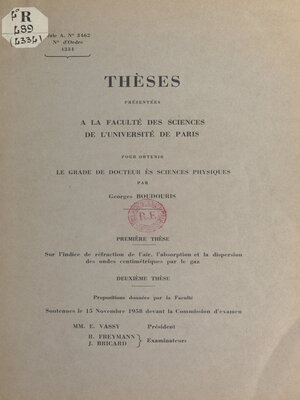 FR
489
(4334)
Série A. N° 3462
N° d'Ordre
4334
THÈSES
PRÉSENTÉES
A LA FACULTÉ DES SCIENCES
DE L'UNIVERSITÉ DE PARIS
POUR OBTENIR
LE GRADE DE DOCTEUR ÈS SCIENCES PHYSIQUES
PAR
Georges BOUDOURIS
R.F.
PREMIÈRE THÈSE
Sur l'indice de réfraction de l'air, l'absorption et la dispersion
des ondes centimétriques par le gaz
DEUXIÈME THÈSE
Propositions données par la Faculté
Soutenues le 15 Novembre 1958 devant la Commission d'examen
MM. E. VASSY Président
R. FREYMANN
J. BRICARD Examinateurs